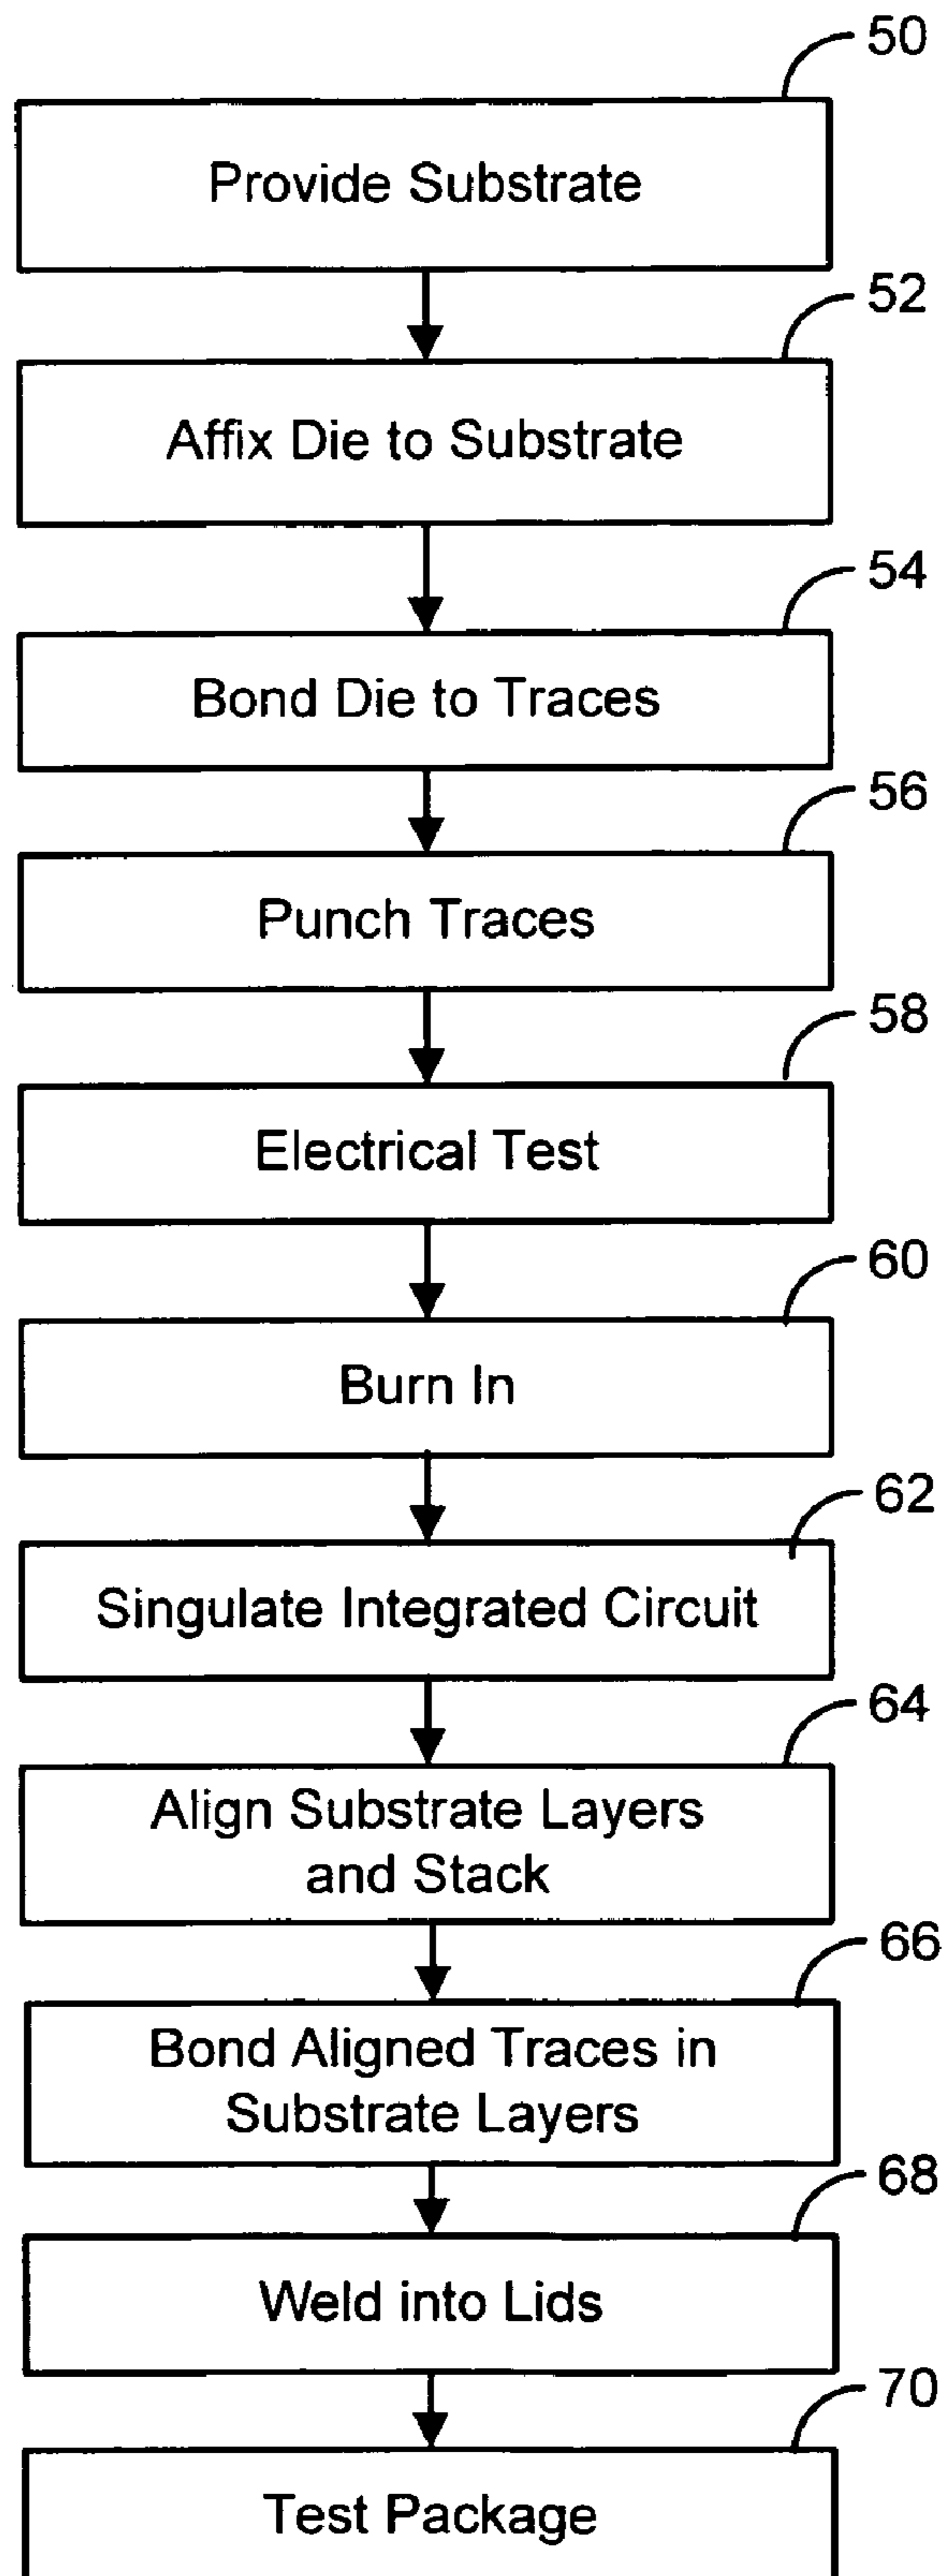 50
Provide Substrate
52
Affix Die to Substrate
54
Bond Die to Traces
56
Punch Traces
58
Electrical Test
60
Burn In
62
Singulate Integrated Circuit
64
Align Substrate Layers
and Stack
66
Bond Aligned Traces in
Substrate Layers
68
Weld into Lids
70
Test Package